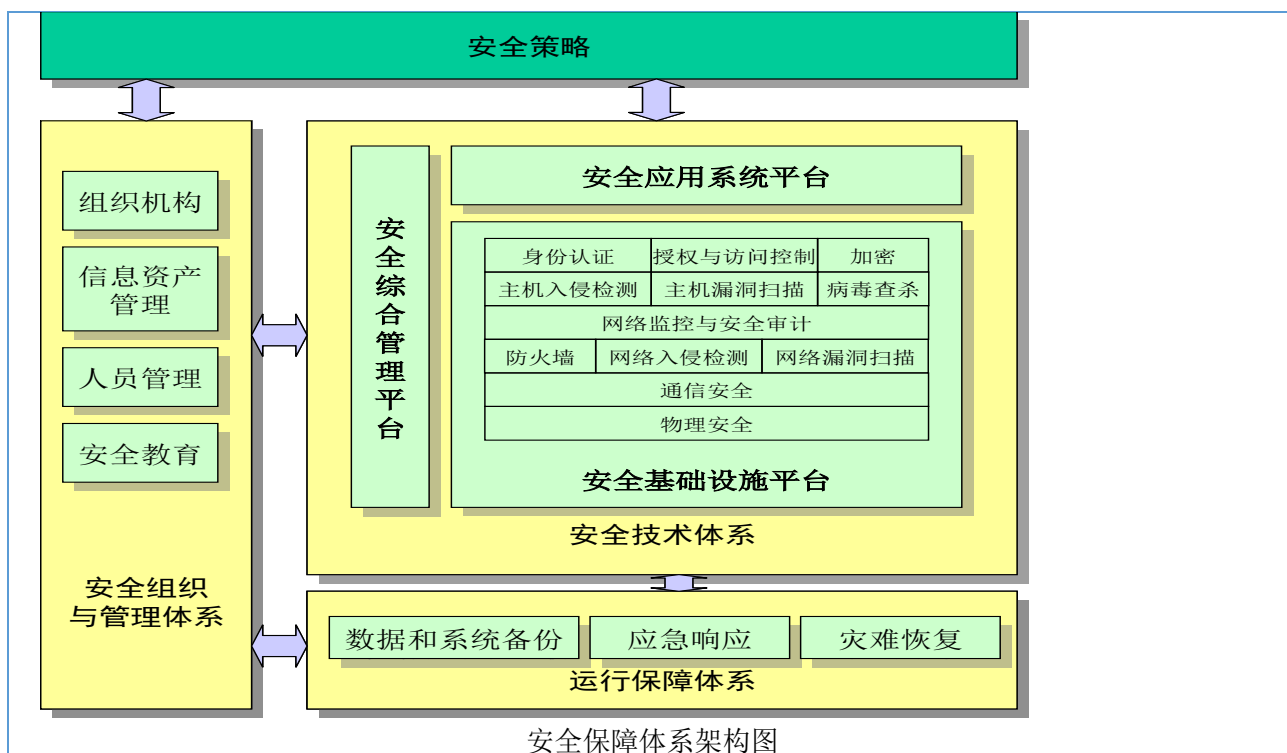 安全策略
组织机构
信息资产
管理
人员管理
安全教育
安全组织
与管理体系
安全综合管理平台
安全应用系统平台
身份认证 授权与访问控制 加密
主机入侵检测 主机漏洞扫描 病毒查杀
网络监控与安全审计
防火墙 网络入侵检测 网络漏洞扫描
通信安全
物理安全
安全基础设施平台
安全技术体系
数据和系统备份 应急响应 灾难恢复
运行保障体系
安全保障体系架构图